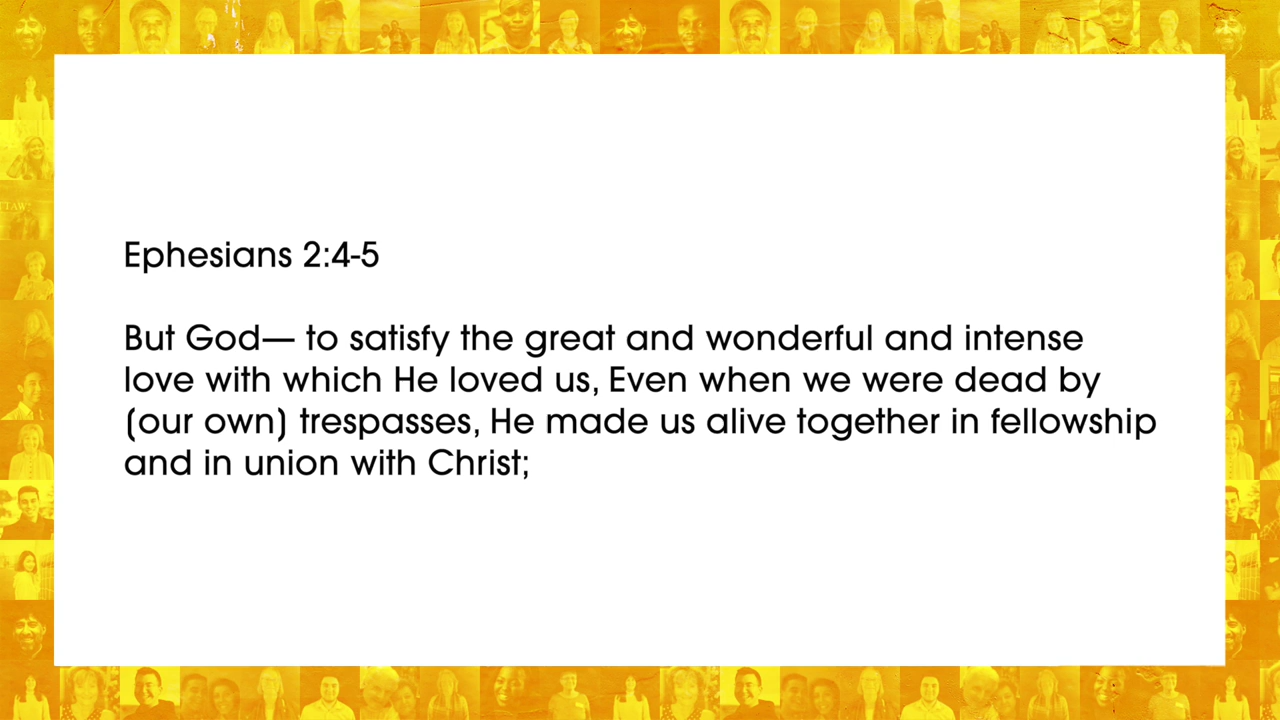 Ephesians 2:4-5
But God— to satisfy the great and wonderful and intense
love with which He loved us, Even when we were dead by
(our own) trespasses, He made us alive together in fellowship
and in union with Christ;